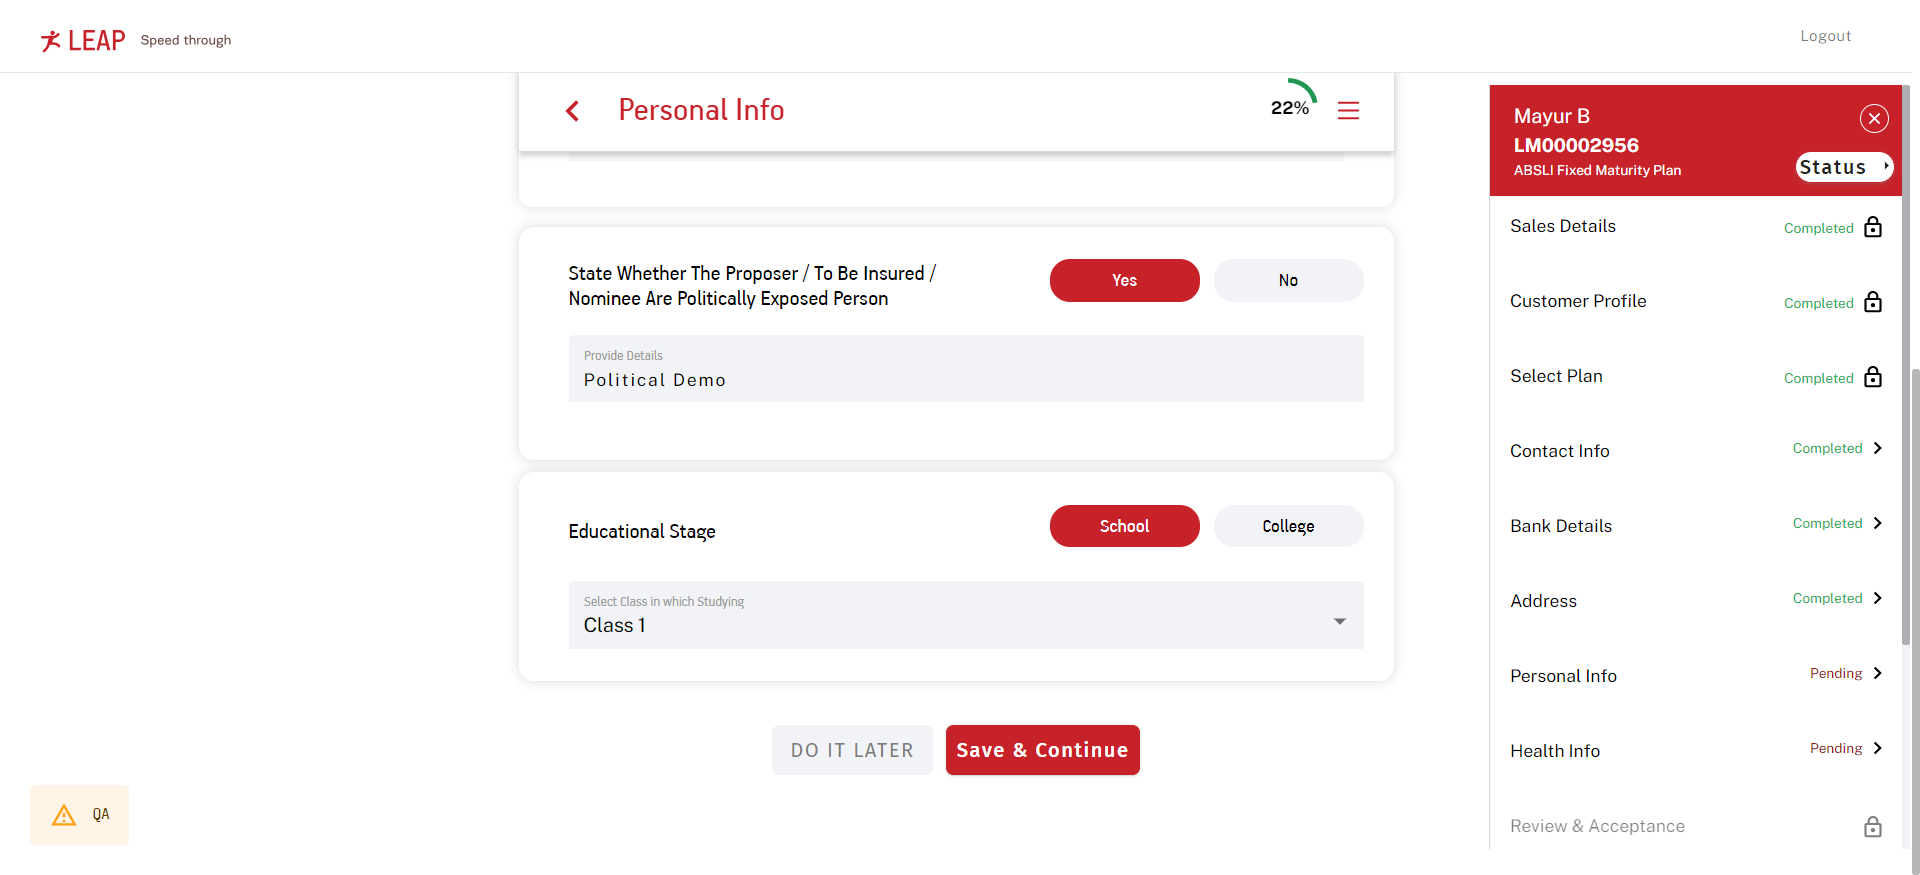 LEAP Speed through
Logout
Personal Info
22%
State Whether The Proposer / To Be Insured /
Nominee Are Politically Exposed Person
Yes
No
Provide Details
Political Demo
Educational Stage
School
College
Select Class in which Studying
Class 1
DO IT LATER
Save & Continue
QA
Mayur B
LM00002956
ABSLI Fixed Maturity Plan
Status
Sales Details Completed
Customer Profile Completed
Select Plan Completed
Contact Info Completed
Bank Details Completed
Address Completed
Personal Info Pending
Health Info Pending
Review & Acceptance